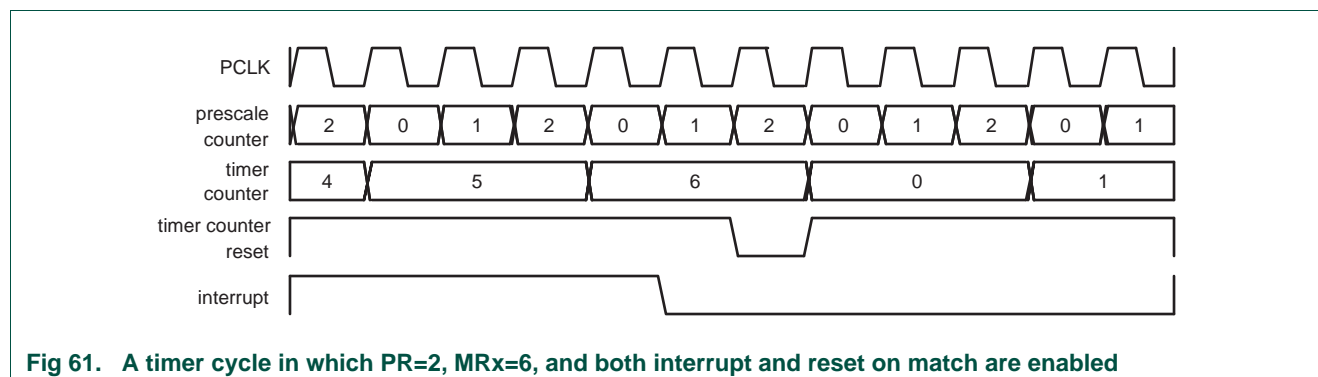 PCLK
prescale
counter
2 0 1 2 0 1 2 0 1 2 0 1
timer
counter
4 5 6 0 1
timer counter
reset
interrupt
Fig 61. A timer cycle in which PR=2, MRx=6, and both interrupt and reset on match are enabled